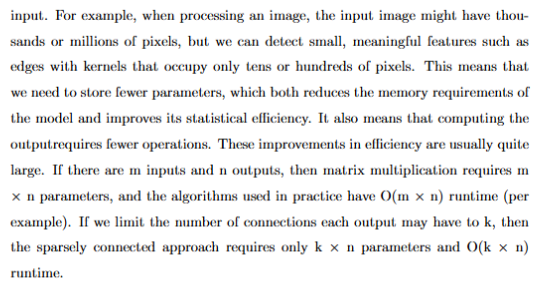 input. For example, when processing an image, the input image might have thou-
sands or millions of pixels, but we can detect small, meaningful features such as
edges with kernels that occupy only tens or hundreds of pixels. This means that
we need to store fewer parameters, which both reduces the memory requirements of
the model and improves its statistical efficiency. It also means that computing the
outputrequires fewer operations. These improvements in efficiency are usually quite
large. If there are m inputs and n outputs, then matrix multiplication requires m
× n parameters, and the algorithms used in practice have O(m × n) runtime (per
example). If we limit the number of connections each output may have to k, then
the sparsely connected approach requires only k × n parameters and O(k × n)
runtime.